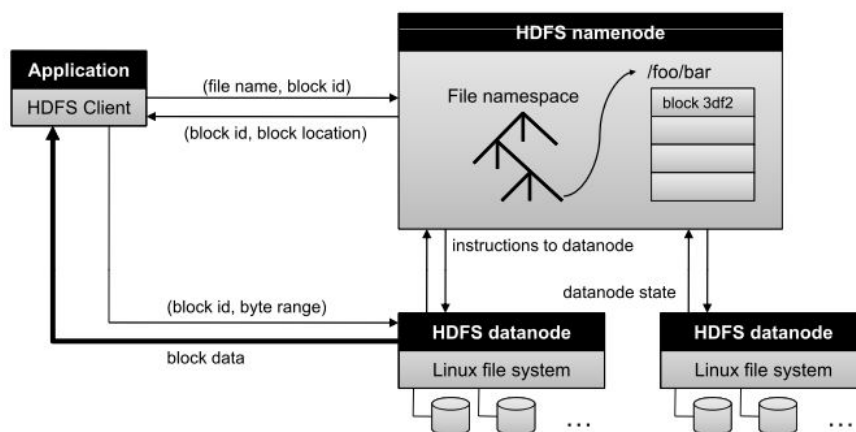 HDFS namenode
Application
HDFS Client
(file name, block id)
(block id, block location)
File namespace
/foo/bar
block 3df2
instructions to datanode
datanode state
(block id, byte range)
block data
HDFS datanode
Linux file system
...
HDFS datanode
Linux file system
...